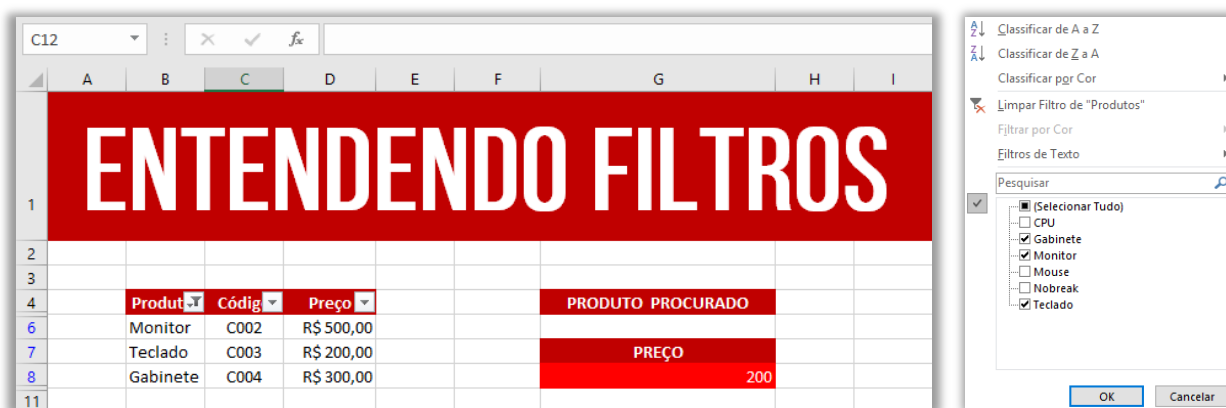 C12 fx
A B C D E F G H I
1 ENTENDENDO FILTROS
2
3
4 Produt Códig Preço PRODUTO PROCURADO
6 Monitor C002 R$ 500,00
7 Teclado C003 R$ 200,00 PREÇO
8 Gabinete C004 R$ 300,00 200
11
Classificar de A a Z
Classificar de Z a A
Classificar por Cor
Limpar Filtro de "Produtos"
Filtrar por Cor
Filtros de Texto
Pesquisar
(Selecionar Tudo)
CPU
Gabinete
Monitor
Mouse
Nobreak
Teclado
OK Cancelar